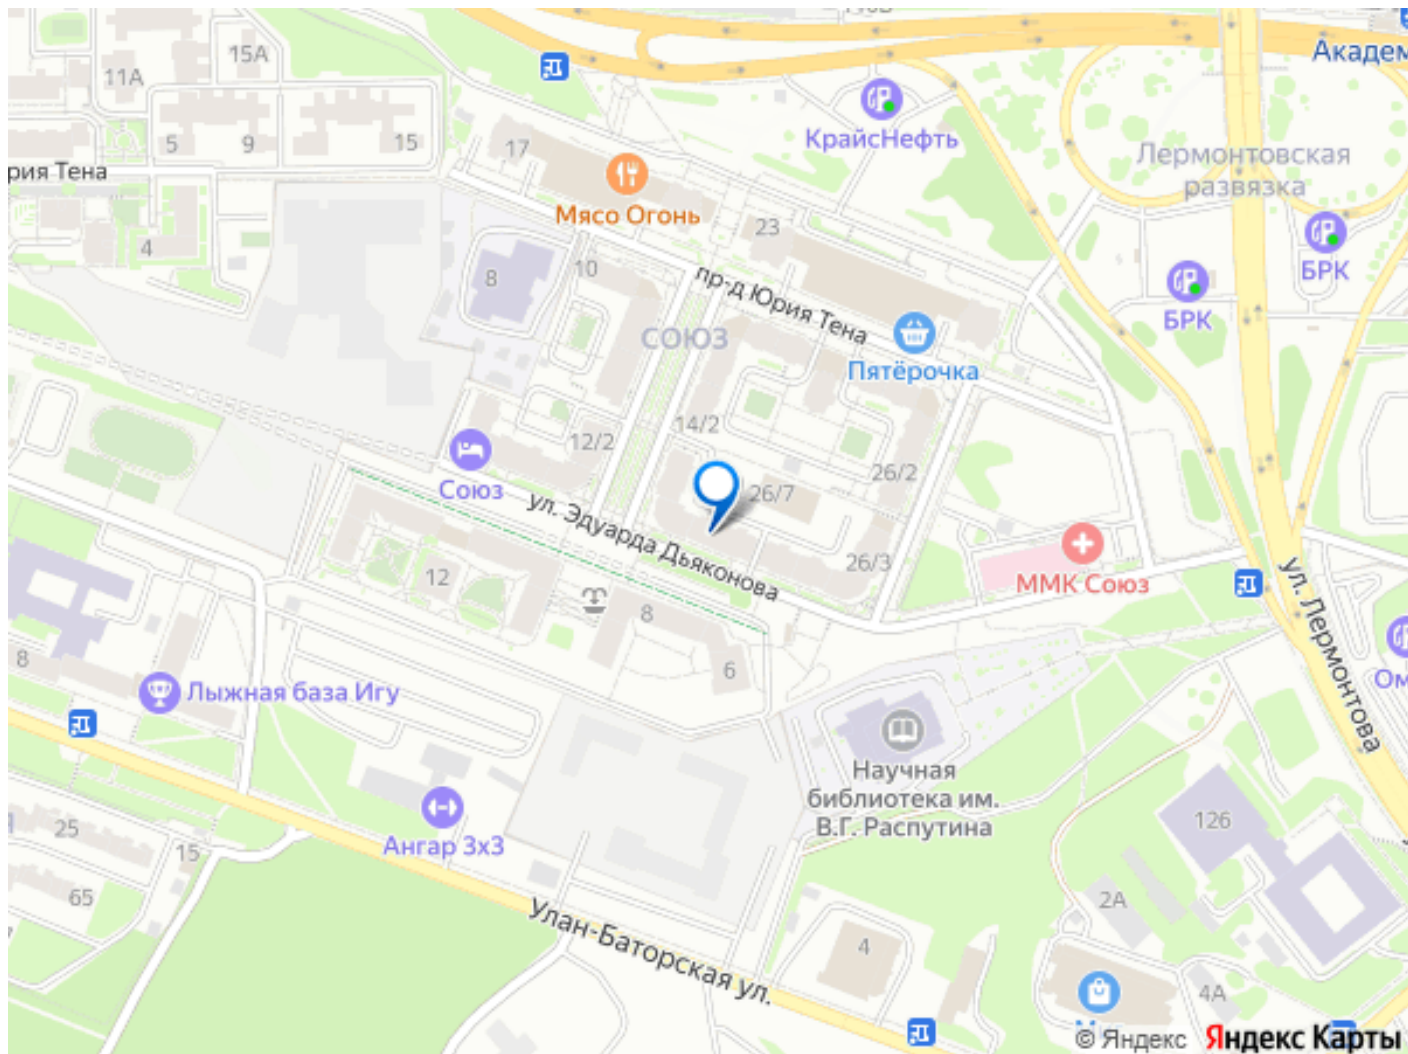 15А
Академ
11А
КрайсНефть
5
9
15
17
Лермонтовская
развязка
рия Тена
Мясо Огонь
23
4
8
10
пр-д Юрия Тена
БРК
БРК
СОЮЗ
Пятёрочка
14/2
12/2
26/2
Союз
26/7
ул. Эдуарда Дьяконова
26/3
ММК Союз
12
8
ул. Лермонтова
8
6
Ом
Лыжная база Игу
Научная
библиотека им.
В.Г. Распутина
25
15
Ангар 3х3
126
65
2А
Улан-Баторская ул.
4
4А
© Яндекс Яндекс Карты